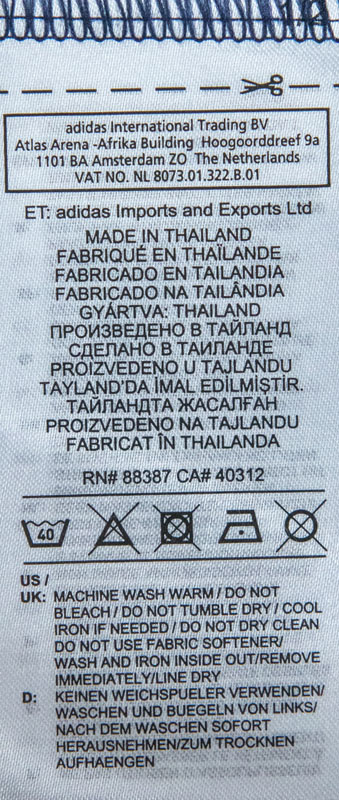 adidas International Trading BV
Atlas Arena -Afrika Building Hoogoorddreef 9a
1101 BA Amsterdam ZO The Netherlands
VAT NO. NL 8073.01.322.B.01
ET: adidas Imports and Exports Ltd
MADE IN THAILAND
FABRIQUÉ EN THAÏLANDE
FABRICADO EN TAILANDIA
FABRICADO NA TAILÂNDIA
GYÁRTVA: THAILAND
ПРОИЗВЕДЕНО В ТАЙЛАНД
СДЕЛАНО В ТАИЛАНДЕ
PROIZVEDENO U TAJLANDU
TAYLAND'DA İMAL EDİLMİŞTİR.
ТАЙЛАНДТА ЖАСАЛҒАН
PROIZVEDENO NA TAJLANDU
FABRICAT ÎN THAILANDA
RN# 88387 CA# 40312
40
US /
UK: MACHINE WASH WARM / DO NOT
BLEACH / DO NOT TUMBLE DRY / COOL
IRON IF NEEDED / DO NOT DRY CLEAN
DO NOT USE FABRIC SOFTENER/
WASH AND IRON INSIDE OUT/REMOVE
IMMEDIATELY/LINE DRY
D: KEINEN WEICHSPUELER VERWENDEN/
WASCHEN UND BUEGELN VON LINKS/
NACH DEM WASCHEN SOFORT
HERAUSNEHMEN/ZUM TROCKNEN
AUFHAENGEN